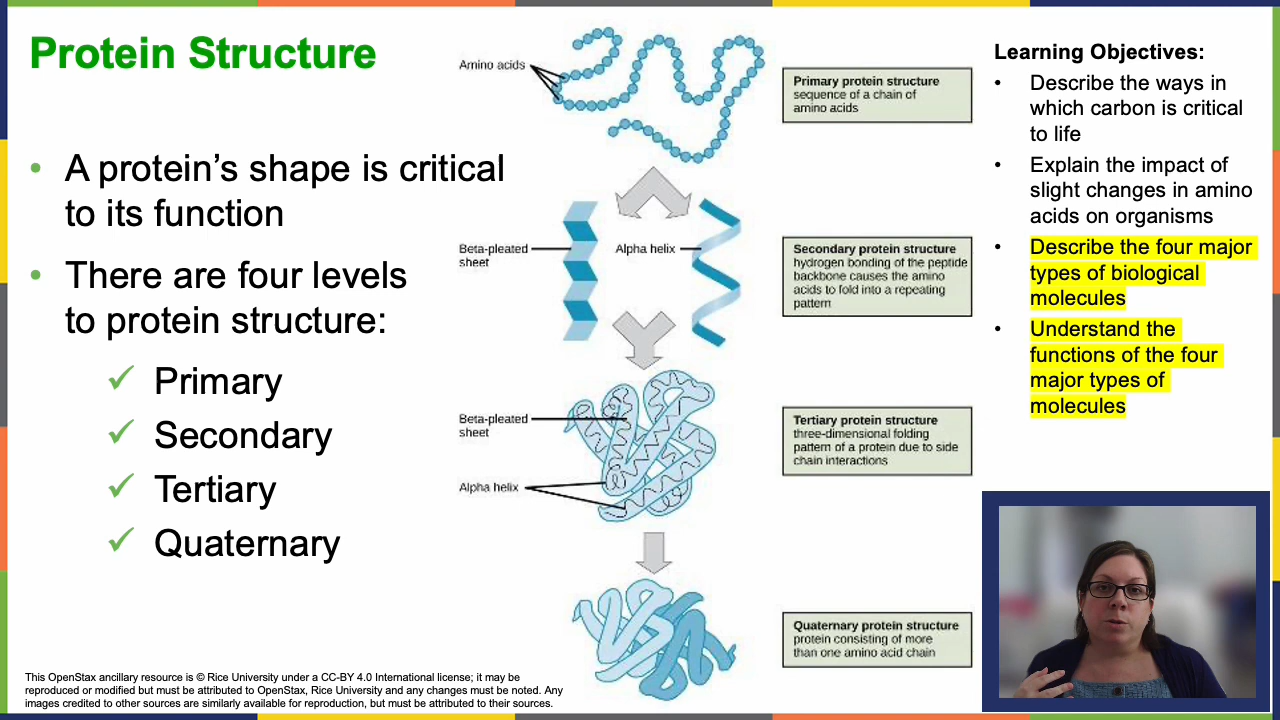 Protein Structure
• A protein’s shape is critical
to its function
• There are four levels
to protein structure:
✓ Primary
✓ Secondary
✓ Tertiary
✓ Quaternary
Amino acids
Primary protein structure
sequence of a chain of
amino acids
Beta-pleated
sheet
Alpha helix
Secondary protein structure
hydrogen bonding of the peptide
backbone causes the amino
acids to fold into a repeating
pattern
Beta-pleated
sheet
Alpha helix
Tertiary protein structure
three-dimensional folding
pattern of a protein due to side
chain interactions
Quaternary protein structure
protein consisting of more
than one amino acid chain
Learning Objectives:
• Describe the ways in
which carbon is critical
to life
• Explain the impact of
slight changes in amino
acids on organisms
• Describe the four major
types of biological
molecules
• Understand the
functions of the four
major types of
molecules
This OpenStax ancillary resource is © Rice University under a CC-BY 4.0 International license; it may be
reproduced or modified but must be attributed to OpenStax, Rice University and any changes must be noted. Any
images credited to other sources are similarly available for reproduction, but must be attributed to their sources.